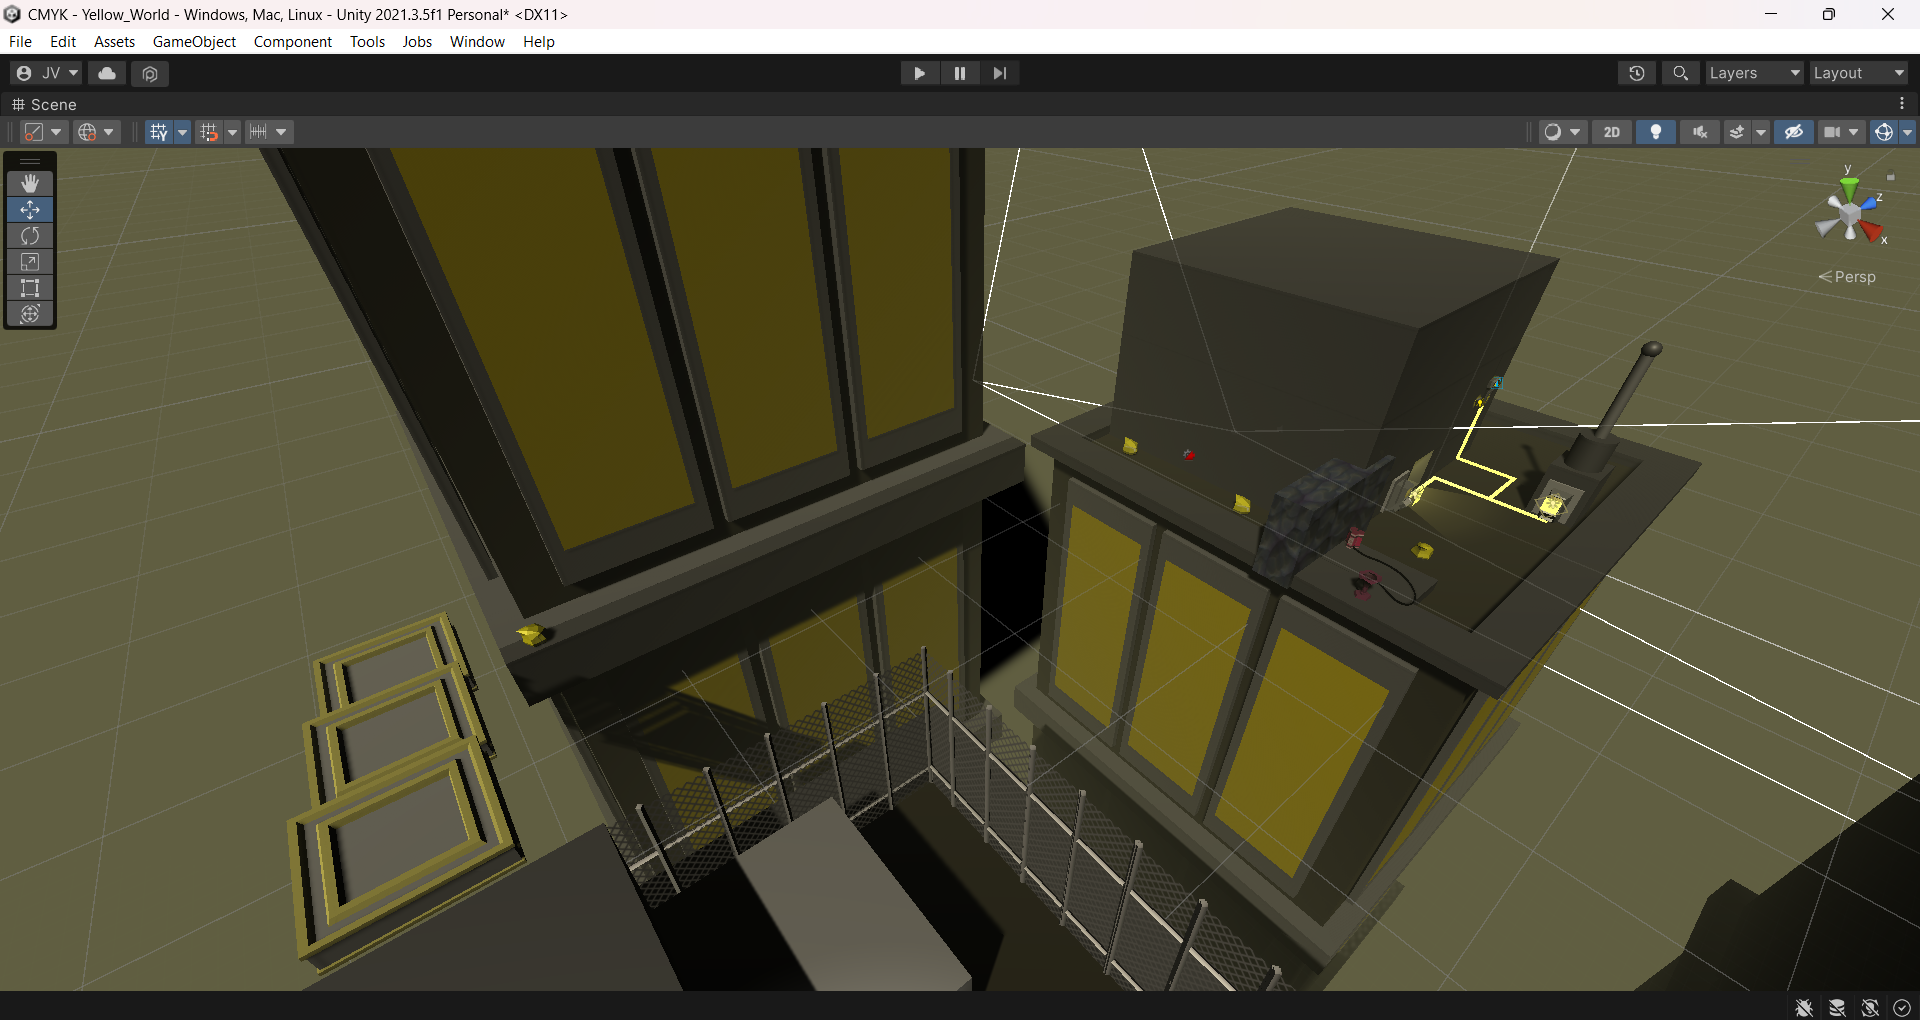 CMYK - Yellow_World - Windows, Mac, Linux - Unity 2021.3.5f1 Personal* <DX11>
File Edit Assets GameObject Component Tools Jobs Window Help
JV Layers Layout
Scene
2D
y
z
x
Persp